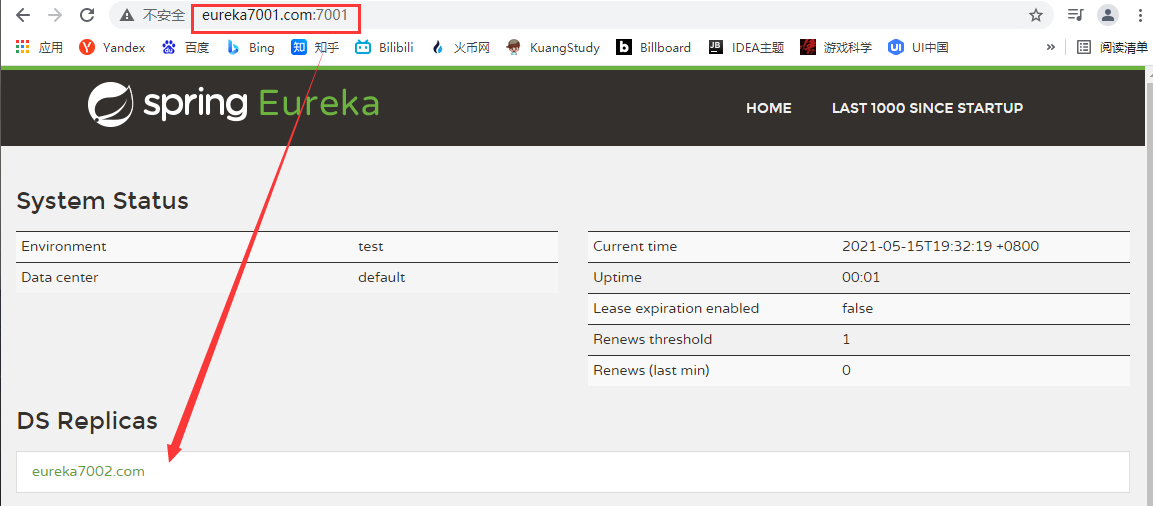 不安全 eureka7001.com:7001
应用 Yandex 百度 Bing 知乎 Bilibili 火币网 KuangStudy Billboard IDEA主题 游戏科学 UI中国 » 阅读清单
spring Eureka HOME LAST 1000 SINCE STARTUP
System Status
Environment test
Data center default
Current time 2021-05-15T19:32:19 +0800
Uptime 00:01
Lease expiration enabled false
Renews threshold 1
Renews (last min) 0
DS Replicas
eureka7002.com